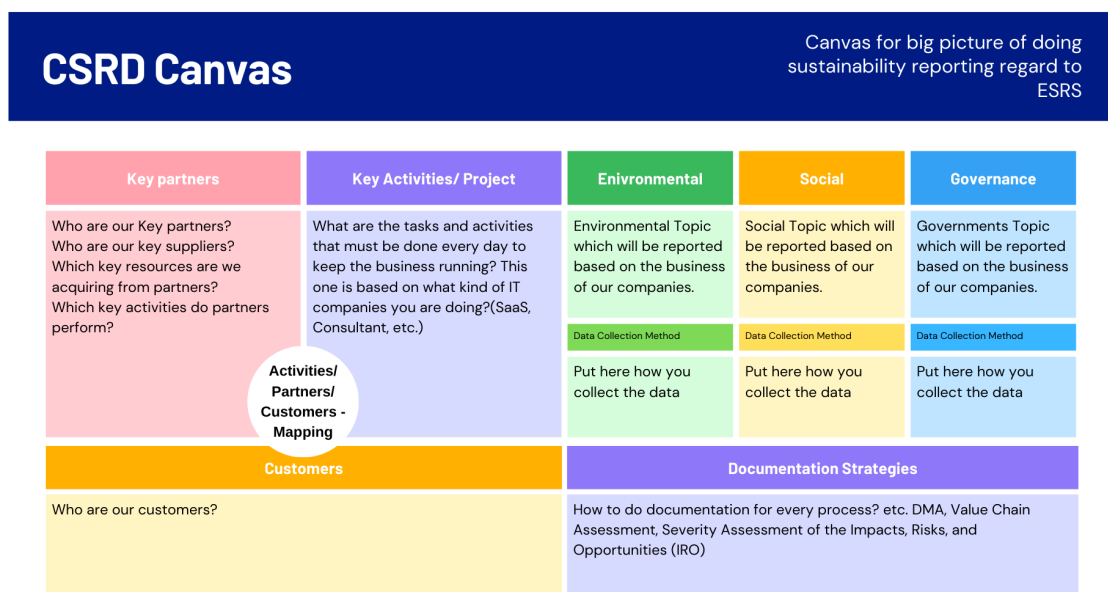 CSRD Canvas
Canvas for big picture of doing
sustainability reporting regard to
ESRS
Key partners
Who are our Key partners?
Who are our key suppliers?
Which key resources are we
acquiring from partners?
Which key activities do partners
perform?
Key Activities/ Project
What are the tasks and activities
that must be done every day to
keep the business running? This
one is based on what kind of IT
companies you are doing?(SaaS,
Consultant, etc.)
Activities/
Partners/
Customers -
Mapping
Enivronmental
Environmental Topic
which will be reported
based on the business
of our companies.
Data Collection Method
Put here how you
collect the data
Social
Social Topic which will
be reported based on
the business of our
companies.
Data Collection Method
Put here how you
collect the data
Governance
Governments Topic
which will be reported
based on the business
of our companies.
Data Collection Method
Put here how you
collect the data
Customers
Who are our customers?
Documentation Strategies
How to do documentation for every process? etc. DMA, Value Chain
Assessment, Severity Assessment of the Impacts, Risks, and
Opportunities (IRO)